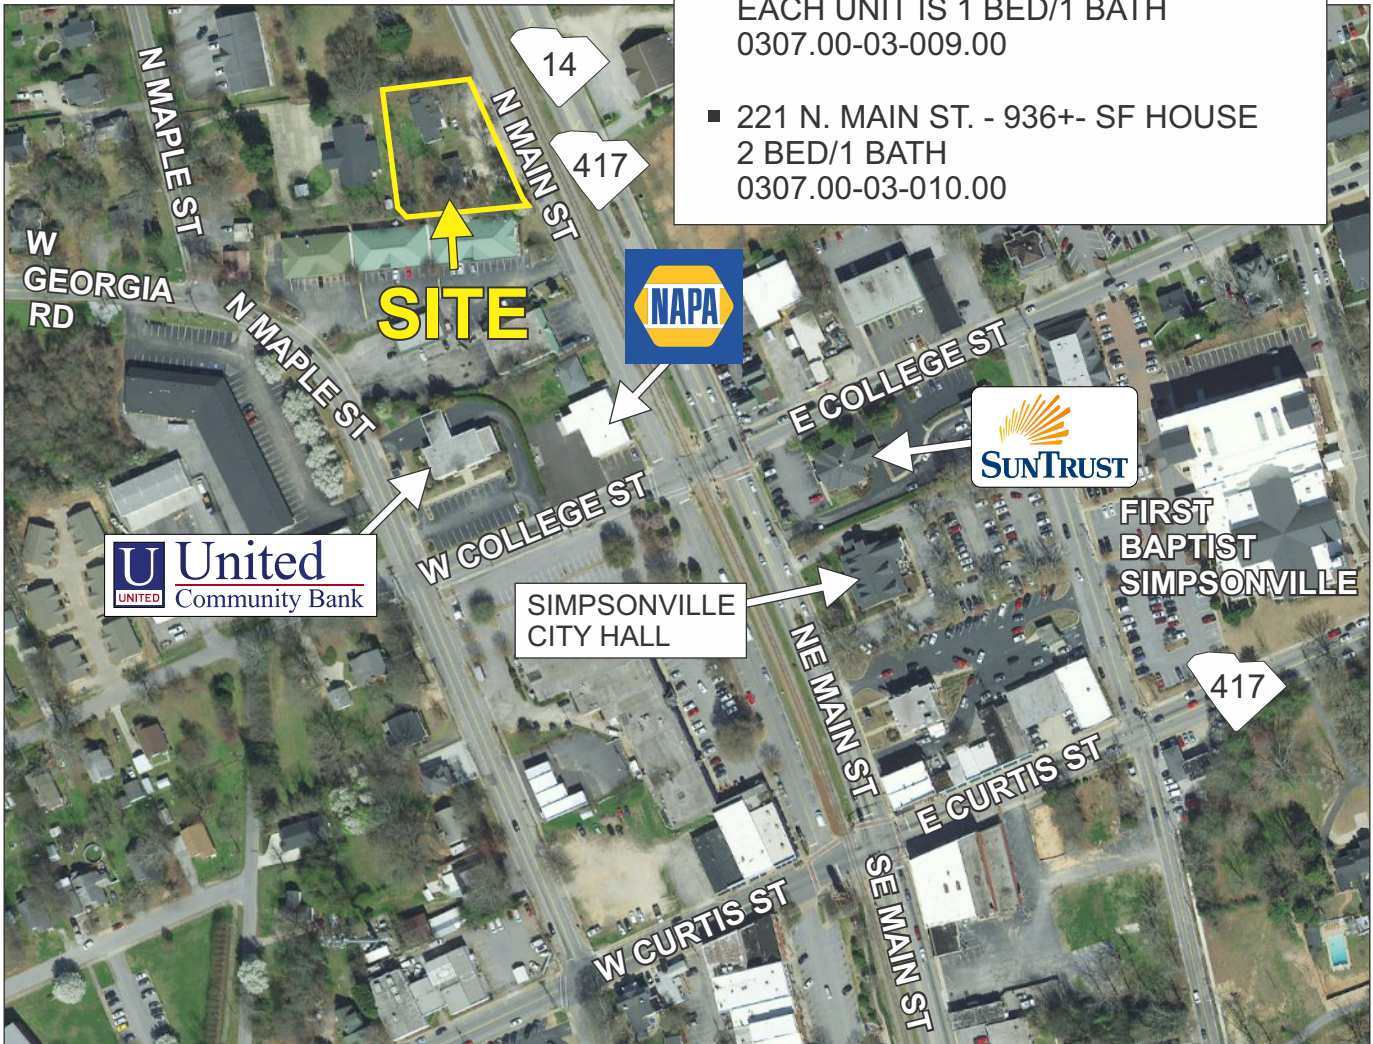 EACH UNIT IS 1 BED/1 BATH
0307.00-03-009.00
▪ 221 N. MAIN ST. - 936+- SF HOUSE
2 BED/1 BATH
0307.00-03-010.00
14
417
N MAPLE ST
N MAIN ST
W
GEORGIA
RD
SITE
NAPA
N MAPLE ST
E COLLEGE ST
SUNTRUST
W COLLEGE ST
FIRST
BAPTIST
SIMPSONVILLE
U
UNITED
United
Community Bank
SIMPSONVILLE
CITY HALL
NE MAIN ST
417
E CURTIS ST
W CURTIS ST
SE MAIN ST